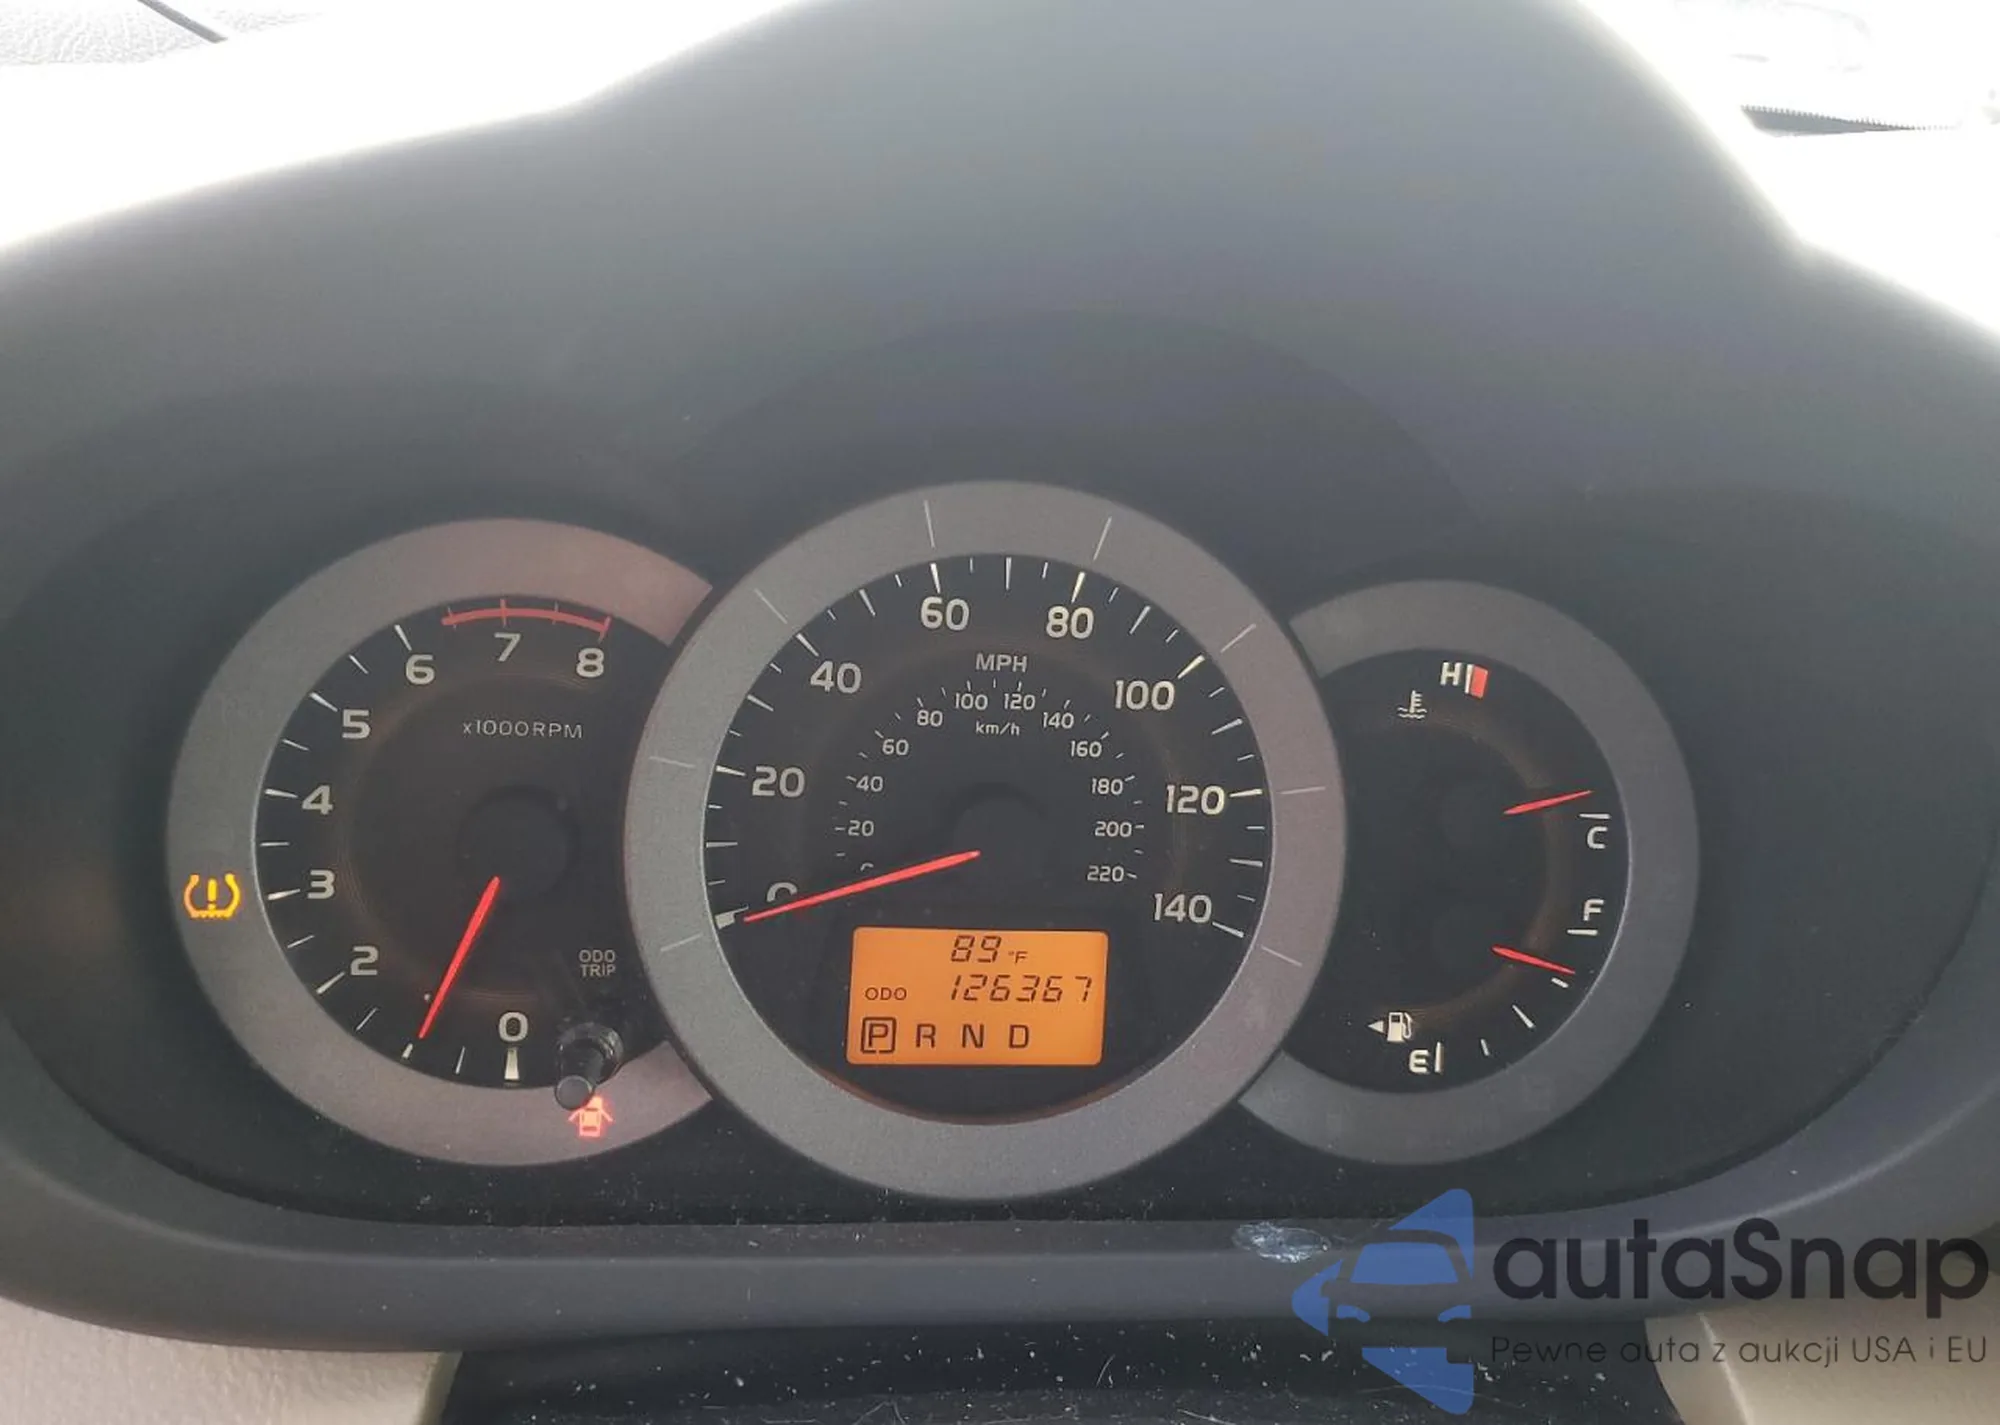 6 7 8
5
4
3
2
0
x1000RPM
ODO
TRIP
60 80
40 100
20 120
0 140
MPH
100 120
80 140
km/h
60 160
40 180
20 200
220
89°F
ODO 126367
P R N D
H
C
F
E
autaSnap
Pewne auta z aukcji USA i EU